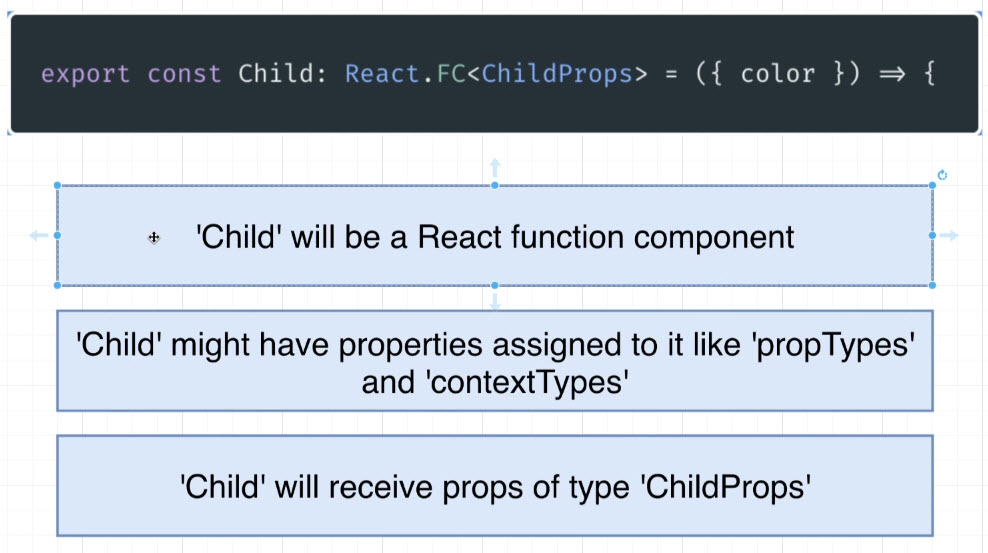 export const Child: React.FC<ChildProps> = ({ color }) => {
'Child' will be a React function component
'Child' might have properties assigned to it like 'propTypes'
and 'contextTypes'
'Child' will receive props of type 'ChildProps'